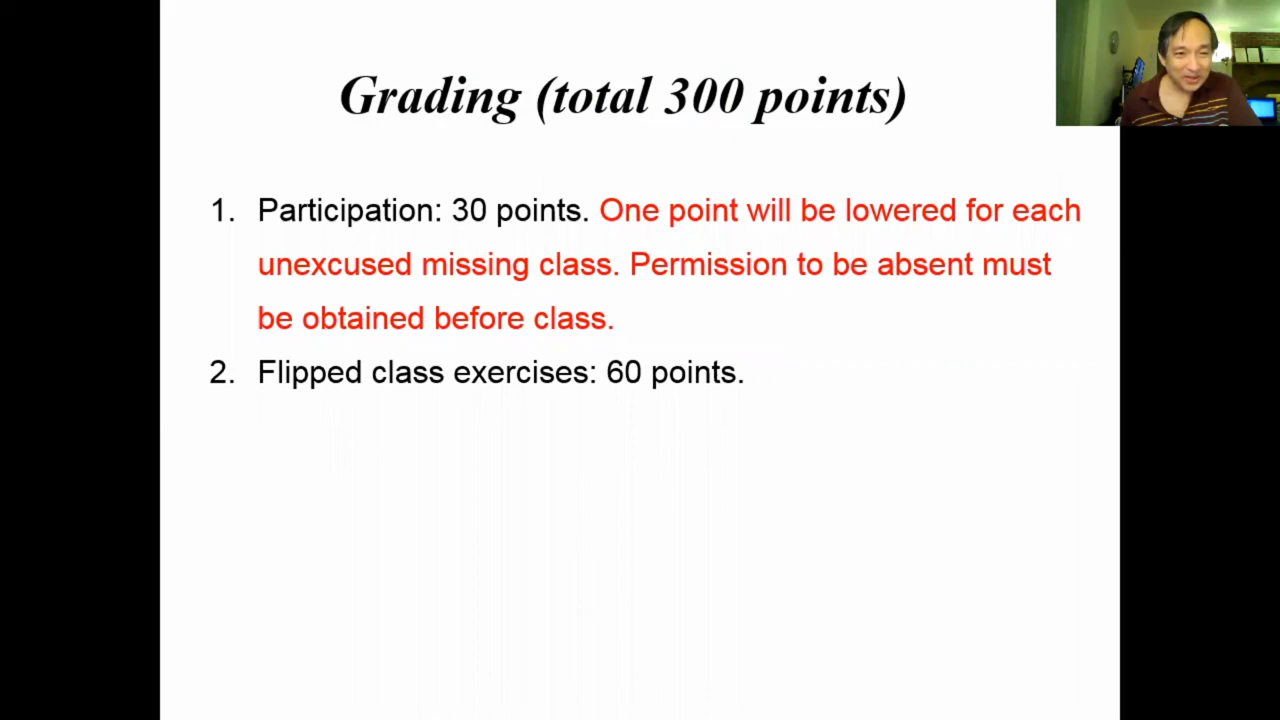 Grading (total 300 points)
1. Participation: 30 points. One point will be lowered for each
unexcused missing class. Permission to be absent must
be obtained before class.
2. Flipped class exercises: 60 points.